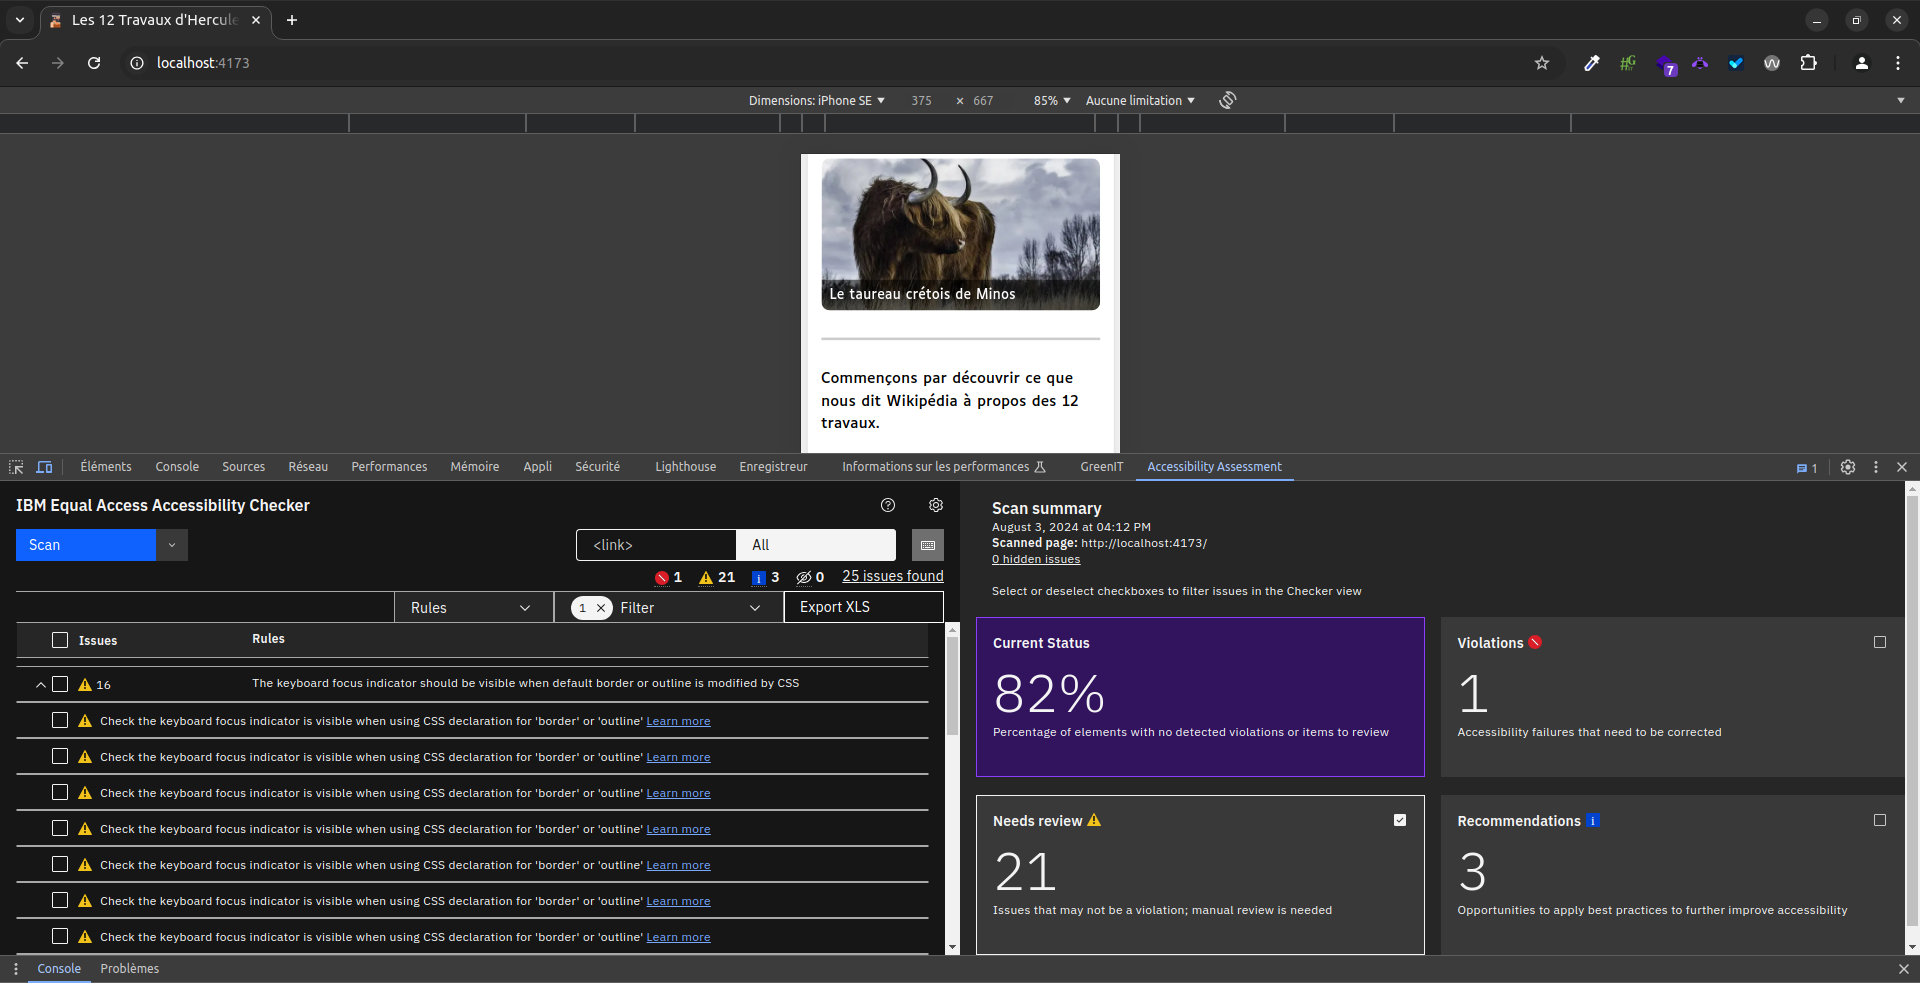 Les 12 Travaux d'Hercule
localhost:4173
7
Dimensions: iPhone SE
375 × 667
85%
Aucune limitation
Le taureau crétois de Minos
Commençons par découvrir ce que
nous dit Wikipédia à propos des 12
travaux.
Éléments
Console
Sources
Réseau
Performances
Mémoire
Appli
Sécurité
Lighthouse
Enregistreur
Informations sur les performances
GreenIT
Accessibility Assessment
1
IBM Equal Access Accessibility Checker
Scan
<link>
All
1 21 3 0 25 issues found
Rules
1 Filter
Export XLS
Issues Rules
16 The keyboard focus indicator should be visible when default border or outline is modified by CSS
Check the keyboard focus indicator is visible when using CSS declaration for 'border' or 'outline' Learn more
Check the keyboard focus indicator is visible when using CSS declaration for 'border' or 'outline' Learn more
Check the keyboard focus indicator is visible when using CSS declaration for 'border' or 'outline' Learn more
Check the keyboard focus indicator is visible when using CSS declaration for 'border' or 'outline' Learn more
Check the keyboard focus indicator is visible when using CSS declaration for 'border' or 'outline' Learn more
Check the keyboard focus indicator is visible when using CSS declaration for 'border' or 'outline' Learn more
Check the keyboard focus indicator is visible when using CSS declaration for 'border' or 'outline' Learn more
Scan summary
August 3, 2024 at 04:12 PM
Scanned page: http://localhost:4173/
0 hidden issues
Select or deselect checkboxes to filter issues in the Checker view
Current Status
82%
Percentage of elements with no detected violations or items to review
Violations
1
Accessibility failures that need to be corrected
Needs review
21
Issues that may not be a violation; manual review is needed
Recommendations
3
Opportunities to apply best practices to further improve accessibility
Console
Problèmes